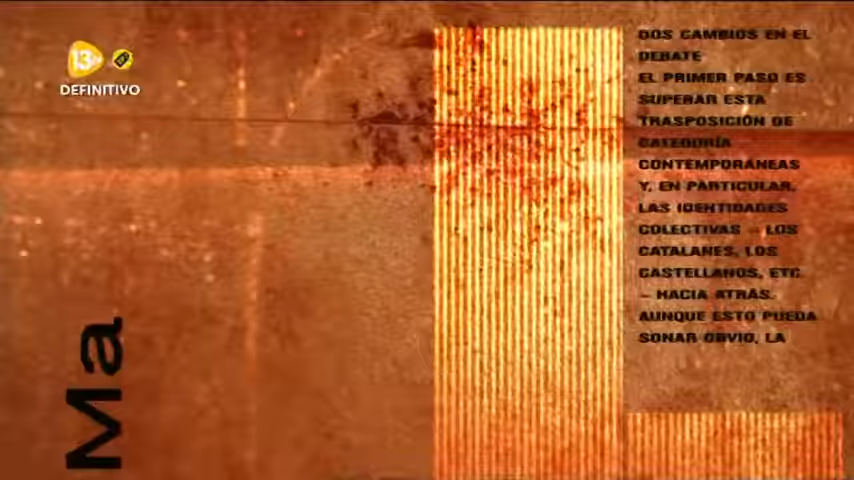 13
DEFINITIVO
DOS CAMBIOS EN EL
DEBATE
EL PRIMER PASO ES
SUPERAR ESTA
TRASPOSICIÓN DE
CATEGORÍA
CONTEMPORÁNEAS
Y, EN PARTICULAR,
LAS IDENTIDADES
COLECTIVAS – LOS
CATALANES, LOS
CASTELLANOS, ETC.
– HACIA ATRÁS.
AUNQUE ESTO PUEDA
SONAR OBVIO, LA
Ma